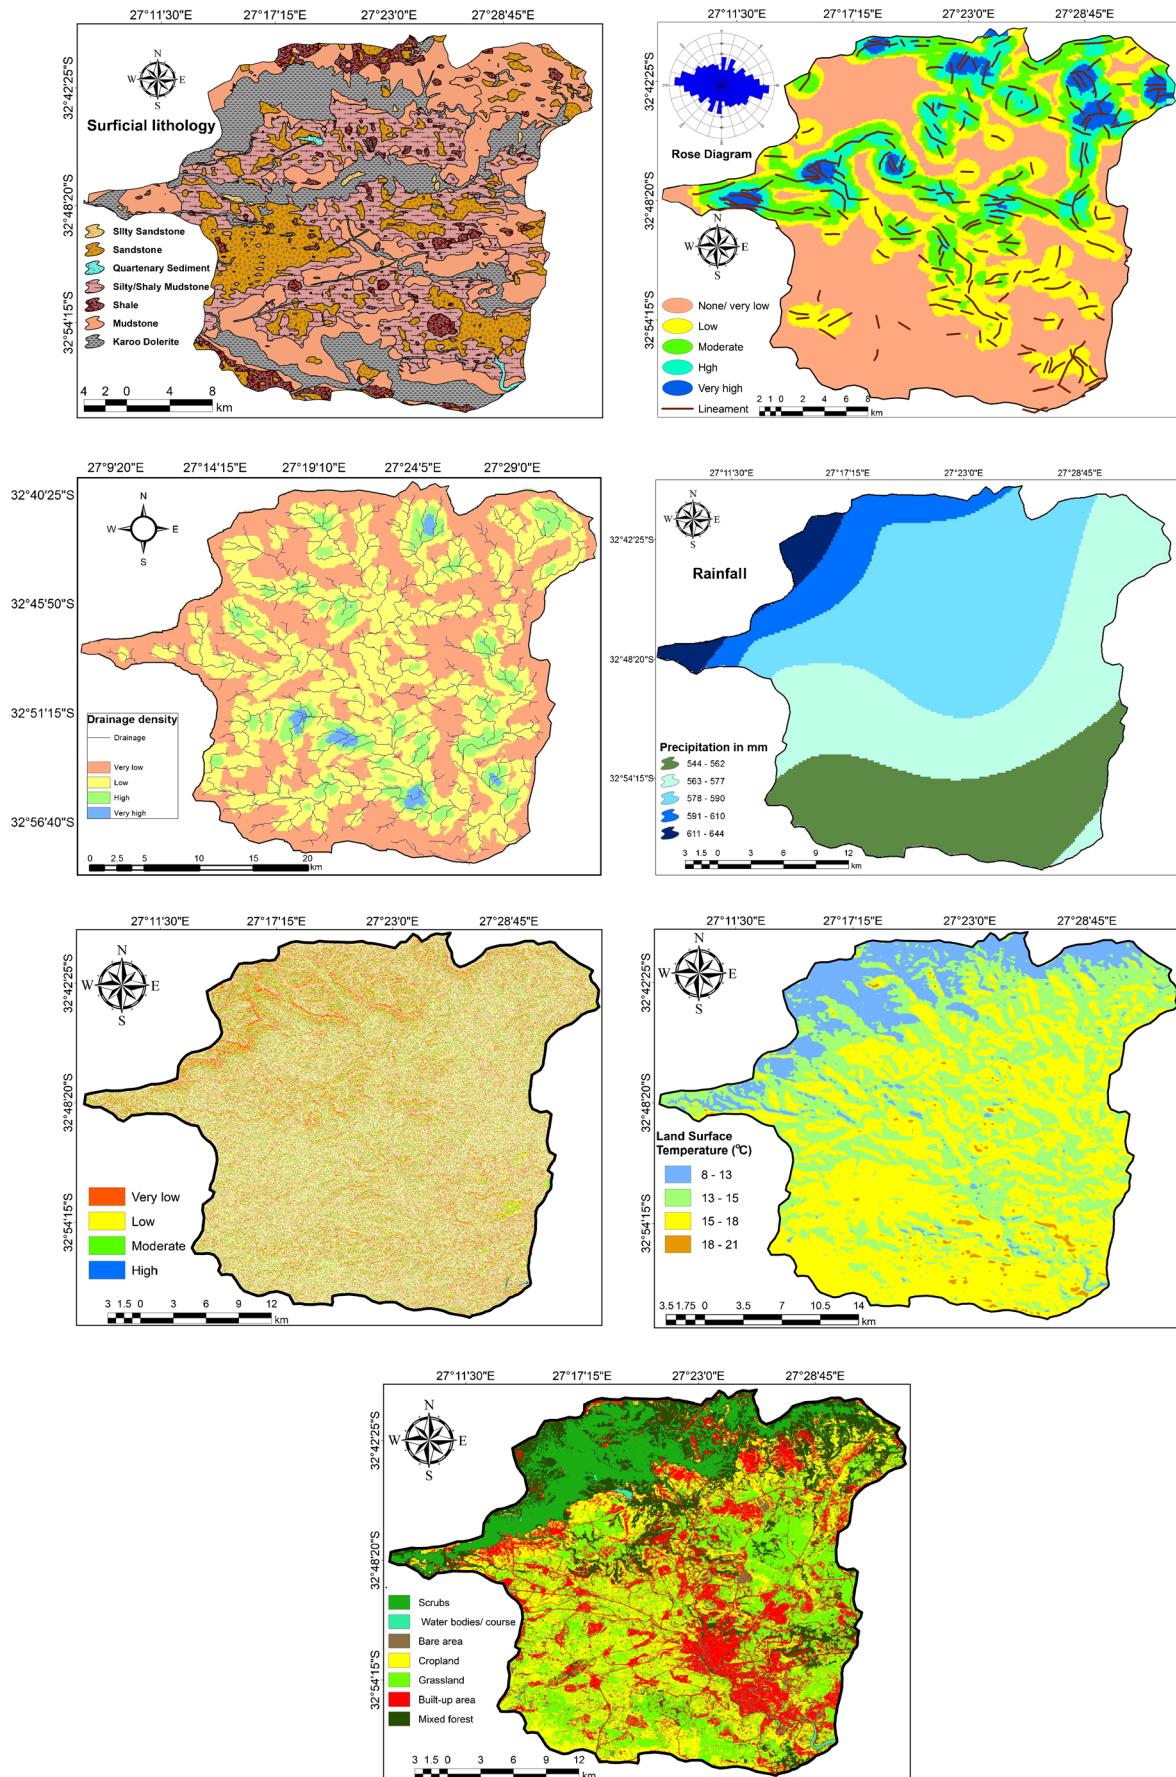 27°11'30"E 27°17'15"E 27°23'0"E 27°28'45"E
32°42'25"S
32°48'20"S
32°54'15"S
N
W E
S
Surficial lithology
Silty Sandstone
Sandstone
Quartenary Sediment
Silty/Shaly Mudstone
Shale
Mudstone
Karoo Dolerite
4 2 0 4 8
km
27°11'30"E 27°17'15"E 27°23'0"E 27°28'45"E
32°42'25"S
32°48'20"S
32°54'15"S
Rose Diagram
N
W E
S
None/ very low
Low
Moderate
Hgh
Very high
Lineament
2 1 0 2 4 6 8
km
27°9'20"E 27°14'15"E 27°19'10"E 27°24'5"E 27°29'0"E
32°40'25"S
32°45'50"S
32°51'15"S
32°56'40"S
N
W E
S
Drainage density
Drainage
Very low
Low
High
Very high
0 2.5 5 10 15 20
km
27°11'30"E 27°17'15"E 27°23'0"E 27°28'45"E
32°42'25"S
32°48'20"S
32°54'15"S
N
W E
S
Rainfall
Precipitation in mm
544 - 562
563 - 577
578 - 590
591 - 610
611 - 644
3 1.5 0 3 6 9 12
km
27°11'30"E 27°17'15"E 27°23'0"E 27°28'45"E
32°42'25"S
32°48'20"S
32°54'15"S
N
W E
S
Very low
Low
Moderate
High
3 1.5 0 3 6 9 12
km
27°11'30"E 27°17'15"E 27°23'0"E 27°28'45"E
32°42'25"S
32°48'20"S
32°54'15"S
N
W E
S
Land Surface
Temperature (°C)
8 - 13
13 - 15
15 - 18
18 - 21
3.5 1.75 0 3.5 7 10.5 14
km
27°11'30"E 27°17'15"E 27°23'0"E 27°28'45"E
32°42'25"S
32°48'20"S
32°54'15"S
N
W E
S
Scrubs
Water bodies/ course
Bare area
Cropland
Grassland
Built-up area
Mixed forest
3 1.5 0 3 6 9 12
km